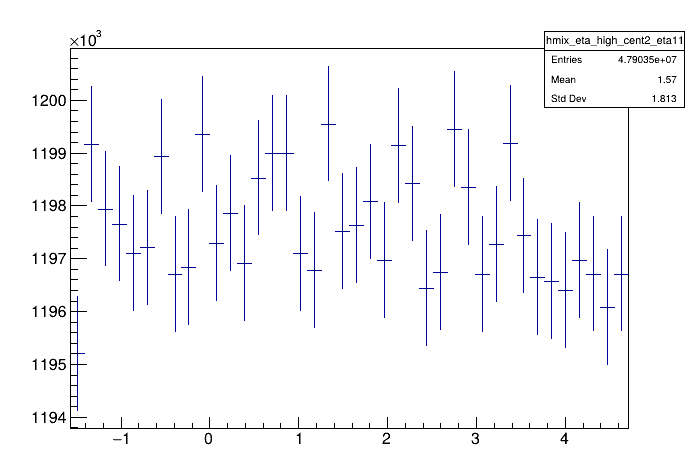 ×10³
hmix_eta_high_cent2_eta11
Entries 4.79035e+07
Mean 1.57
Std Dev 1.813
1200
1199
1198
1197
1196
1195
1194
−1 0 1 2 3 4